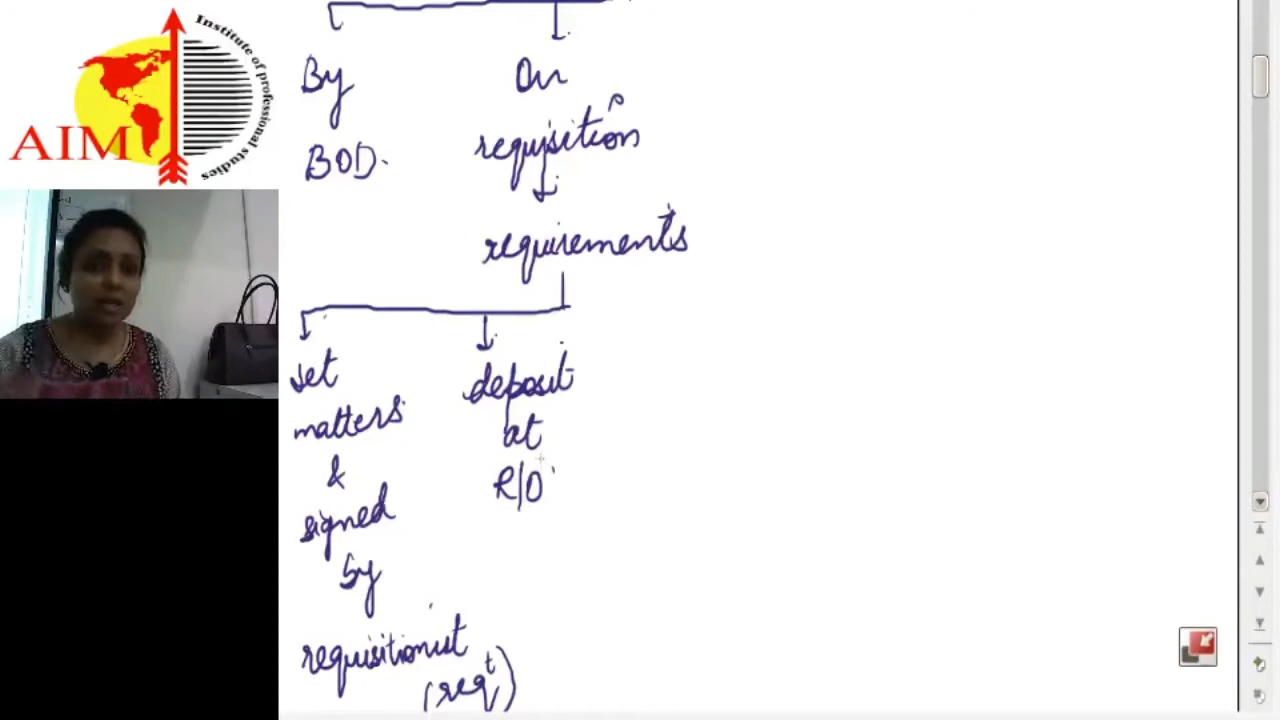 AIM
Institute of professional studies
By
BOD.
On
requisition
requirements
set
matters
&
signed
by
requisitionist
(reqt)
deposit
at
R/O